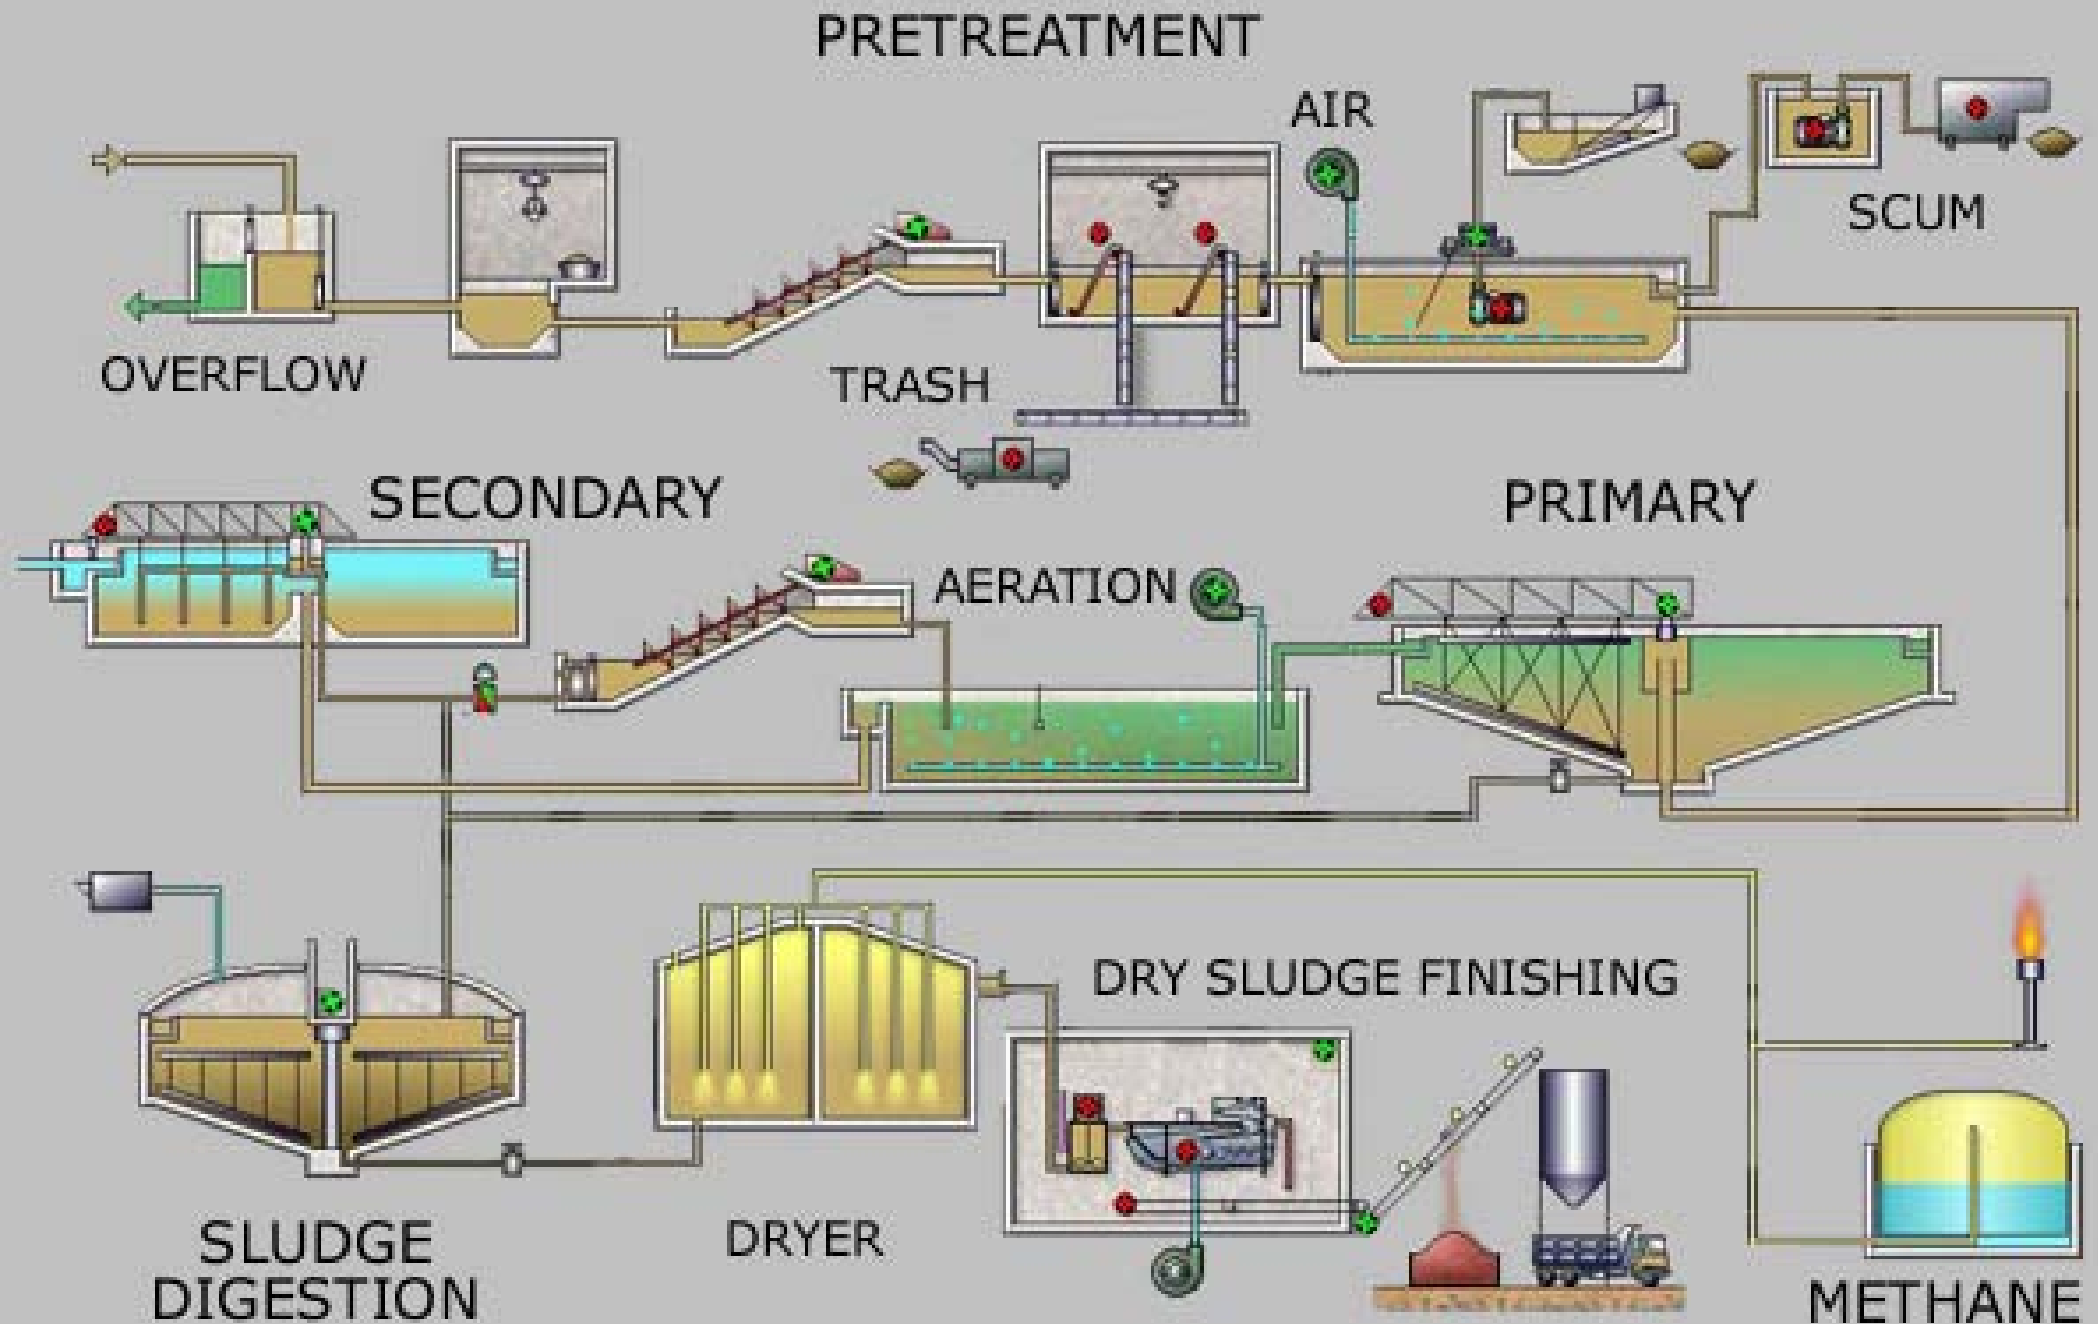 PRETREATMENT
AIR
SCUM
OVERFLOW
TRASH
SECONDARY
PRIMARY
AERATION
DRY SLUDGE FINISHING
SLUDGE
DIGESTION
DRYER
METHANE